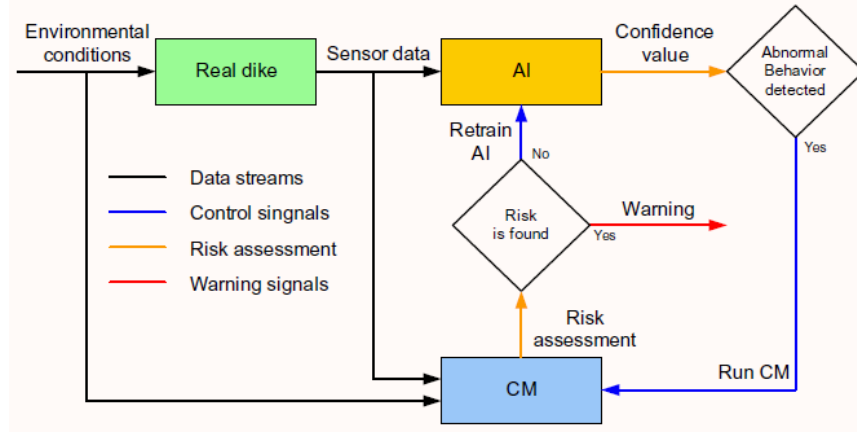 Environmental
conditions
Real dike
Sensor data
AI
Confidence
value
Abnormal
Behavior
detected
Yes
Retrain
AI
No
Data streams
Control singnals
Risk assessment
Warning signals
Risk
is found
Yes
Warning
Risk
assessment
CM
Run CM